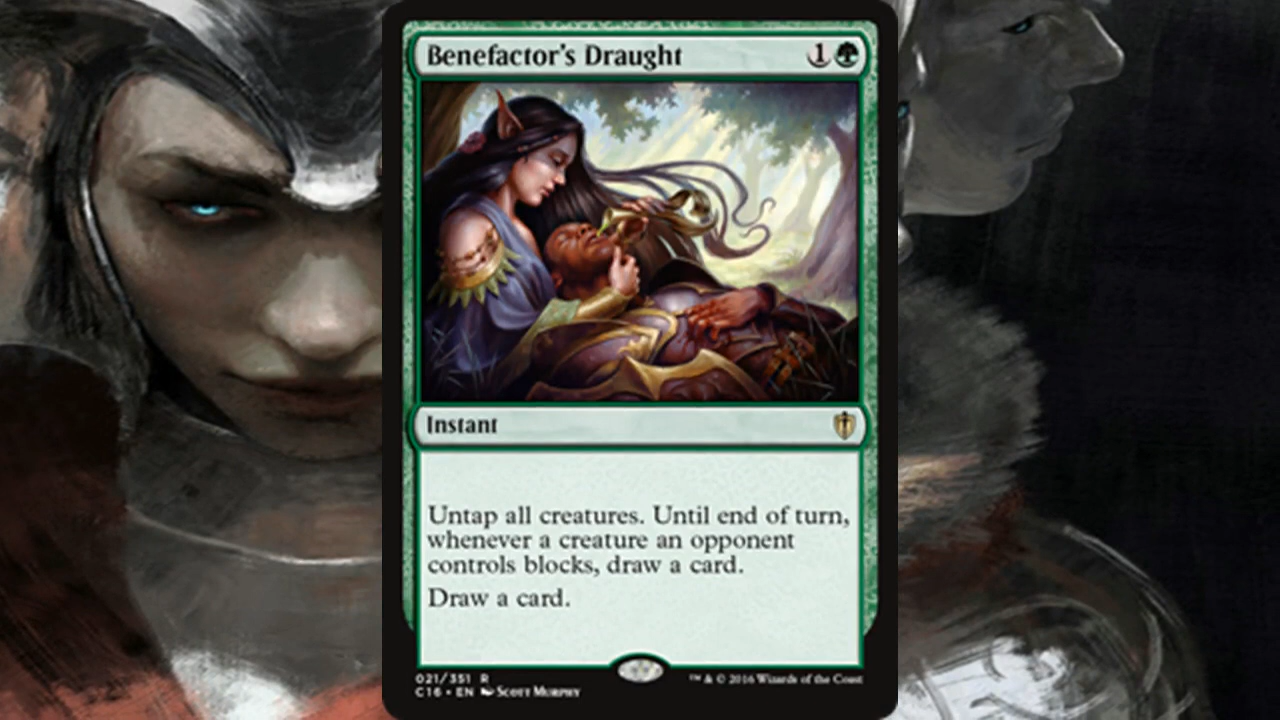 Benefactor's Draught 1
Instant
Untap all creatures. Until end of turn,
whenever a creature an opponent
controls blocks, draw a card.
Draw a card.
021/351 R
C16 • EN Scott Murphy
™ & © 2016 Wizards of the Coast